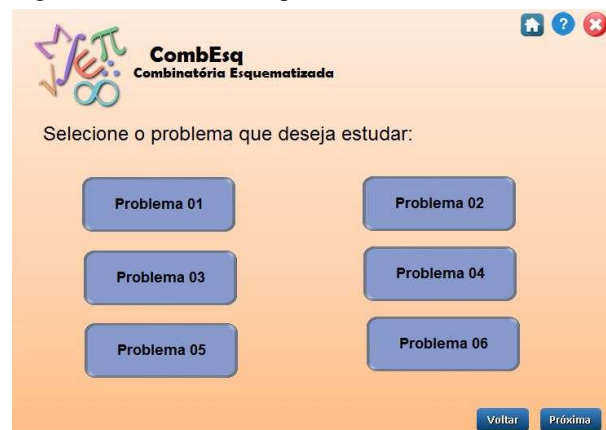 CombEsq
Combinatória Esquematizada
Selecione o problema que deseja estudar:
Problema 01
Problema 02
Problema 03
Problema 04
Problema 05
Problema 06
Voltar
Próxima